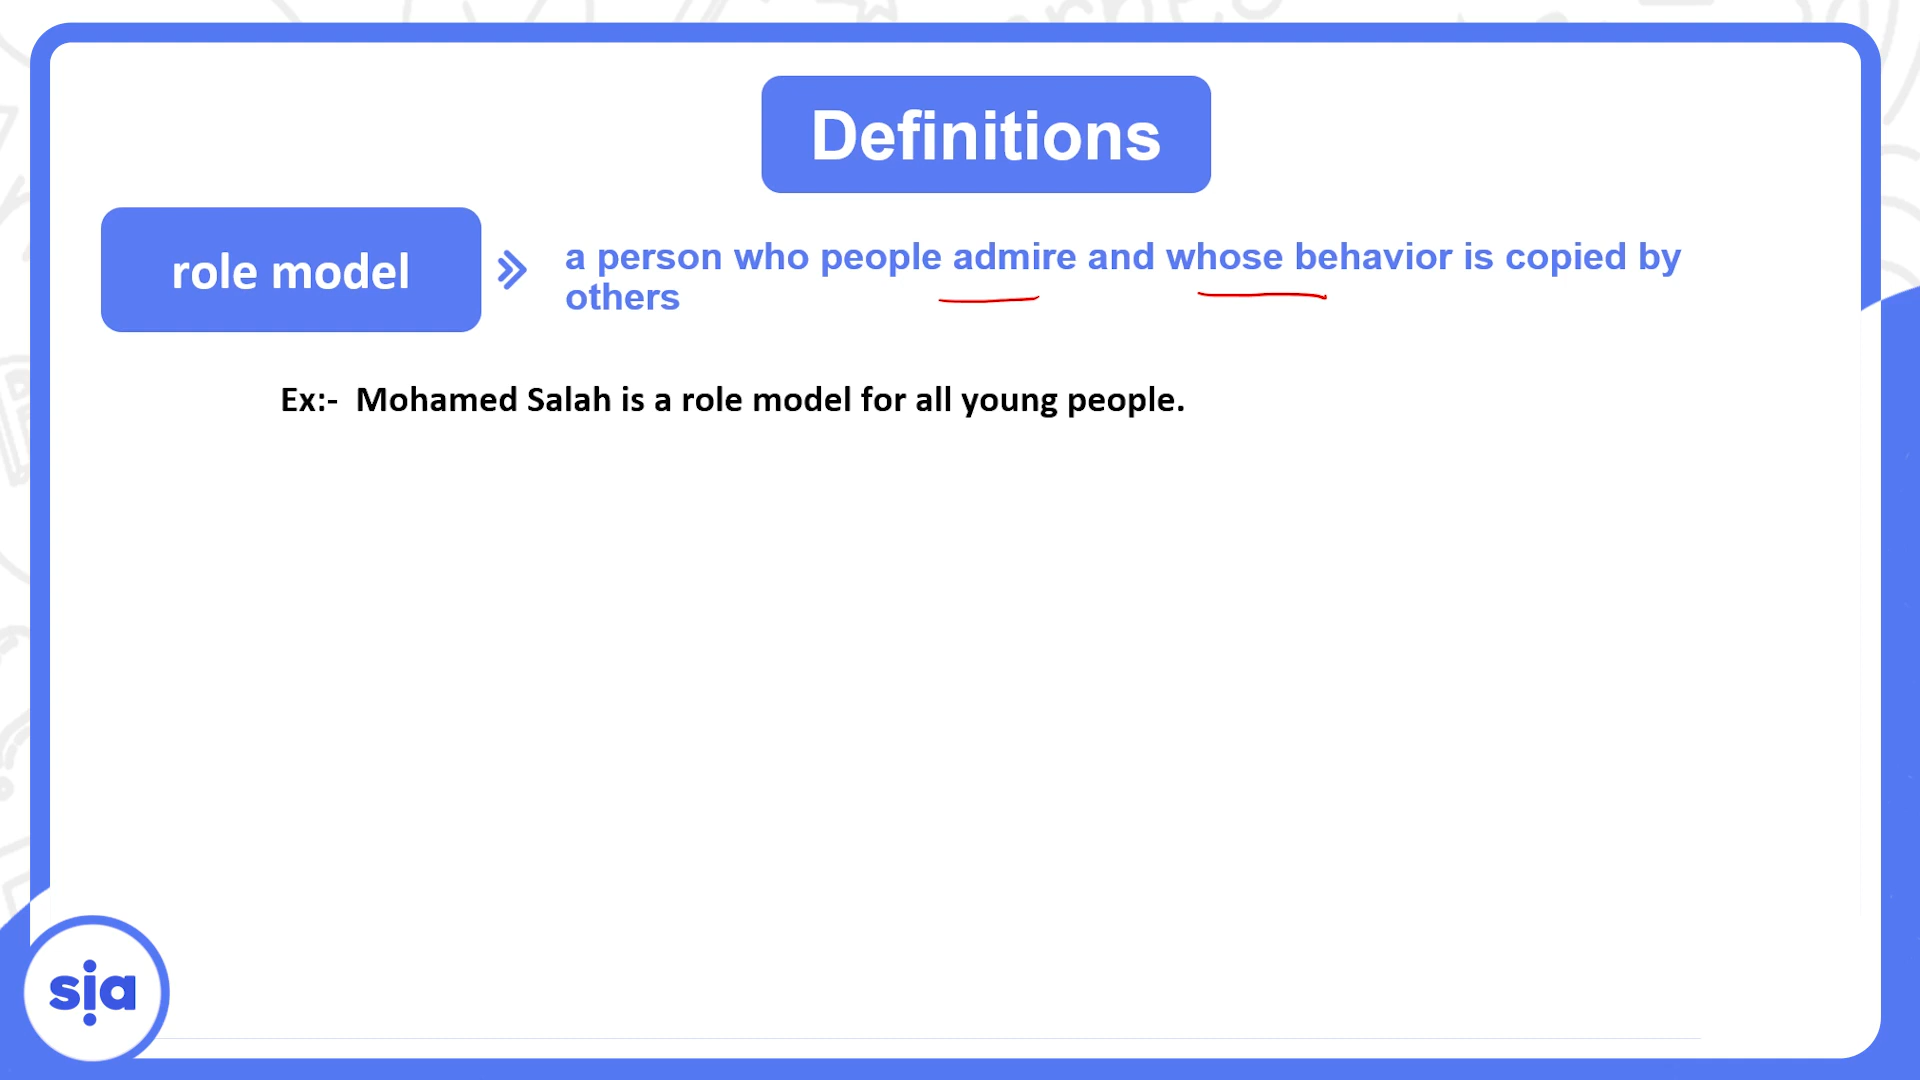 Definitions
role model
a person who people admire and whose behavior is copied by
others
Ex:- Mohamed Salah is a role model for all young people.
sia